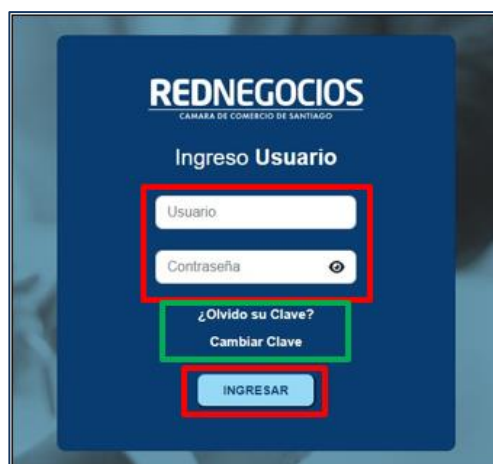 REDNEGOCIOS
CAMARA DE COMERCIO DE SANTIAGO
Ingreso Usuario
Usuario
Contraseña
¿Olvido su Clave?
Cambiar Clave
INGRESAR